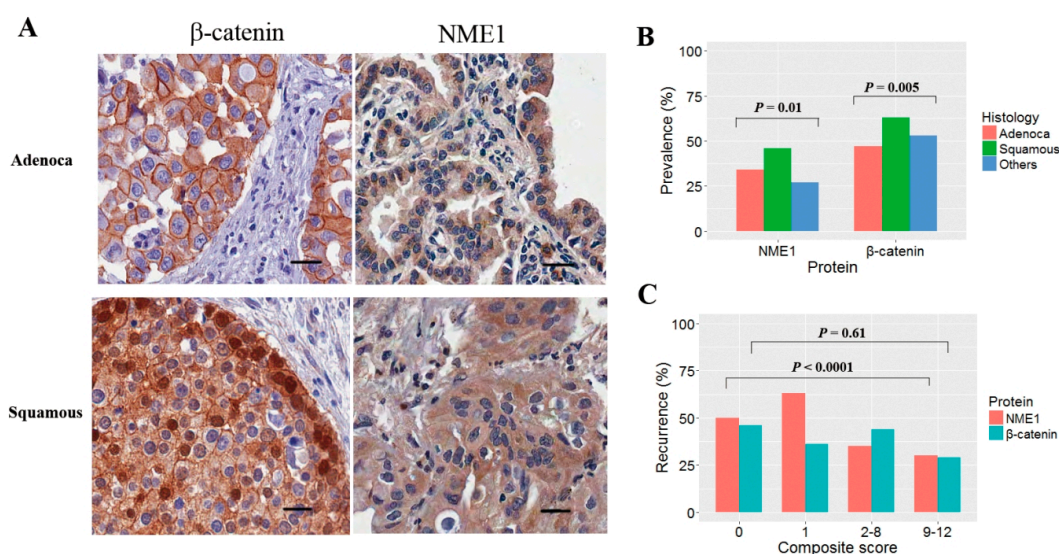 A
β-catenin
NME1
Adenoca
Squamous
B
100
75
50
25
0
Prevalence (%)
P = 0.01
P = 0.005
NME1
β-catenin
Protein
Histology
Adenoca
Squamous
Others
C
100
75
50
25
0
Recurrence (%)
P = 0.61
P < 0.0001
0
1
2-8
9-12
Composite score
Protein
NME1
β-catenin